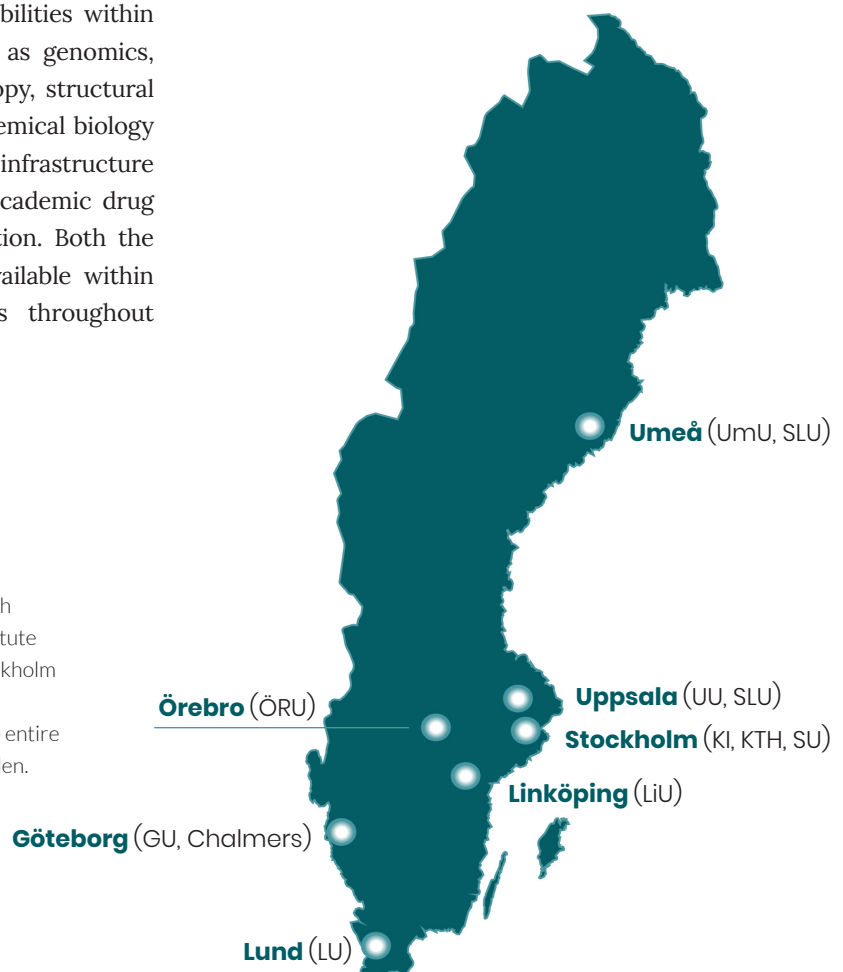 bilities within
as genomics,
opy, structural
emical biology
infrastructure
cademic drug
tion. Both the
vailable within
s throughout
Umeå (UmU, SLU)
h
tute
kholm
entire
len.
Örebro (ÖRU)
Uppsala (UU, SLU)
Stockholm (KI, KTH, SU)
Linköping (LiU)
Göteborg (GU, Chalmers)
Lund (LU)